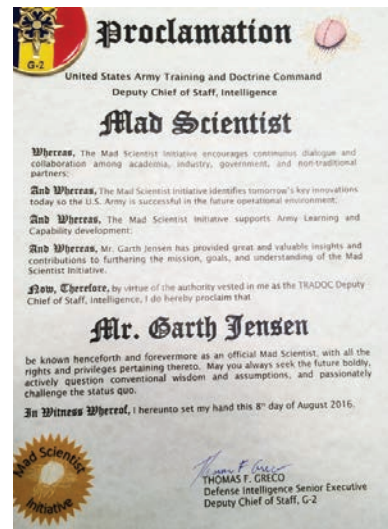 Proclamation
G-2
United States Army Training and Doctrine Command
Deputy Chief of Staff, Intelligence
Mad Scientist
Whereas, The Mad Scientist Initiative encourages continuous dialogue and
collaboration among academia, industry, government, and non-traditional
partners;
And Whereas, The Mad Scientist Initiative identifies tomorrow's key innovations
today so the U.S. Army is successful in the future operational environment;
And Whereas, The Mad Scientist Initiative supports Army Learning and
Capability development;
And Whereas, Mr. Garth Jensen has provided great and valuable insights and
contributions to furthering the mission, goals, and understanding of the Mad
Scientist Initiative.
Now, Therefore, by virtue of the authority vested in me as the TRADOC Deputy
Chief of Staff, Intelligence, I do hereby proclaim that
Mr. Garth Jensen
be known henceforth and forevermore as an official Mad Scientist, with all the
rights and privileges pertaining thereto. May you always seek the future boldly,
actively question conventional wisdom and assumptions, and passionately
challenge the status quo.
In Witness Whereof, I hereunto set my hand this 8th day of August 2016.
Mad Scientist
Initiative
Thomas F Greco
THOMAS F. GRECO
Defense Intelligence Senior Executive
Deputy Chief of Staff, G-2